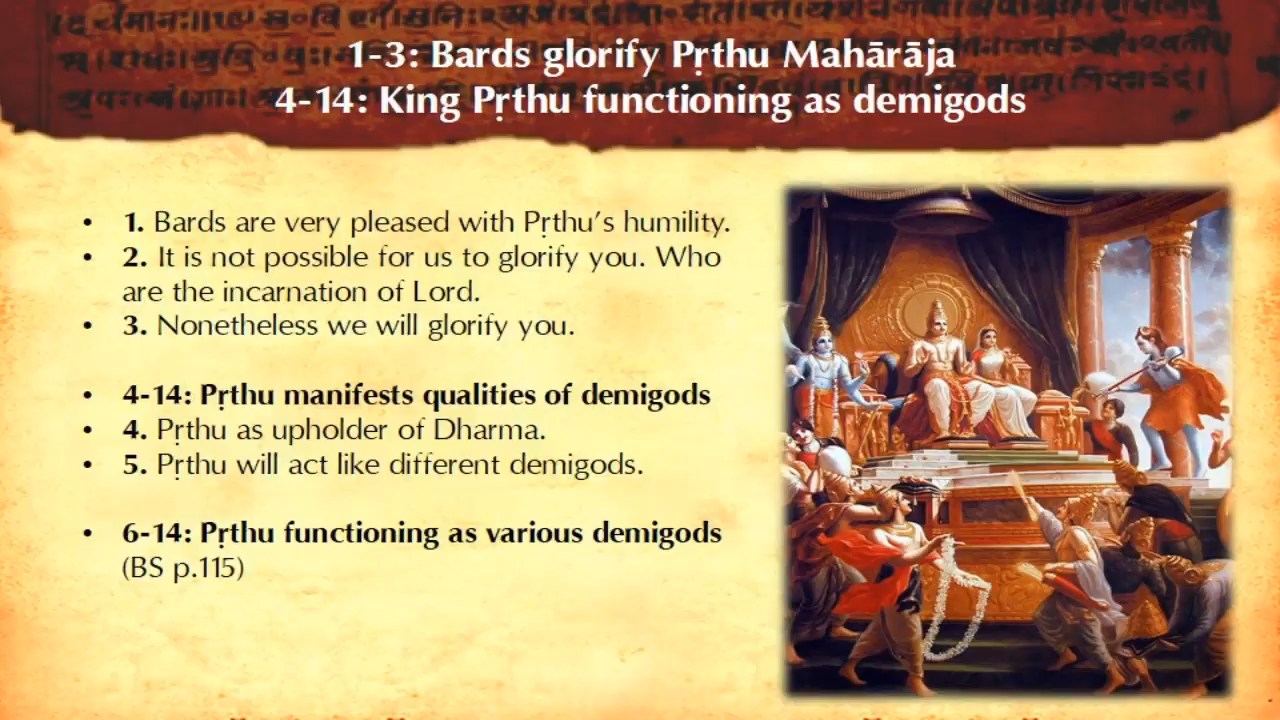 1-3: Bards glorify Pṛthu Mahārāja
4-14: King Pṛthu functioning as demigods
• 1. Bards are very pleased with Pṛthu’s humility.
• 2. It is not possible for us to glorify you. Who
are the incarnation of Lord.
• 3. Nonetheless we will glorify you.
• 4-14: Pṛthu manifests qualities of demigods
• 4. Pṛthu as upholder of Dharma.
• 5. Pṛthu will act like different demigods.
• 6-14: Pṛthu functioning as various demigods
(BS p.115)